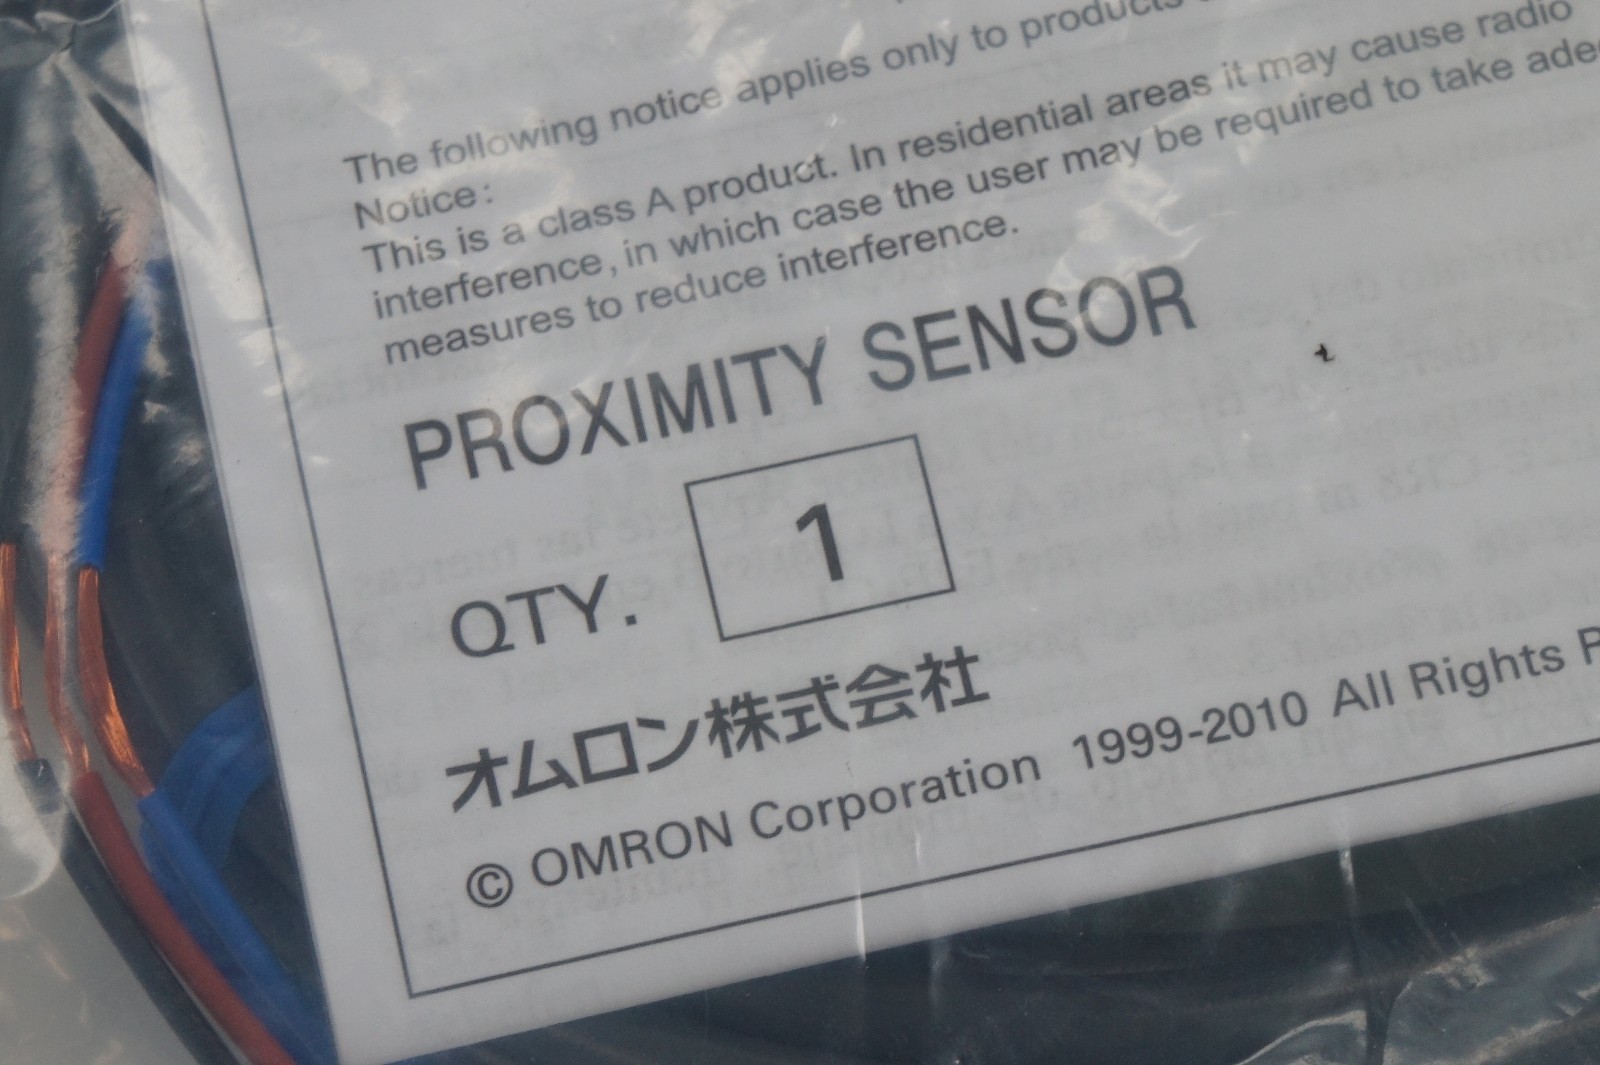 The following notice applies only to products
Notice:
This is a class A product. In residential areas it may cause radio
interference, in which case the user may be required to take
measures to reduce interference.
PROXIMITY SENSOR
QTY. 1
オムロン株式会社
© OMRON Corporation 1999-2010 All Rights